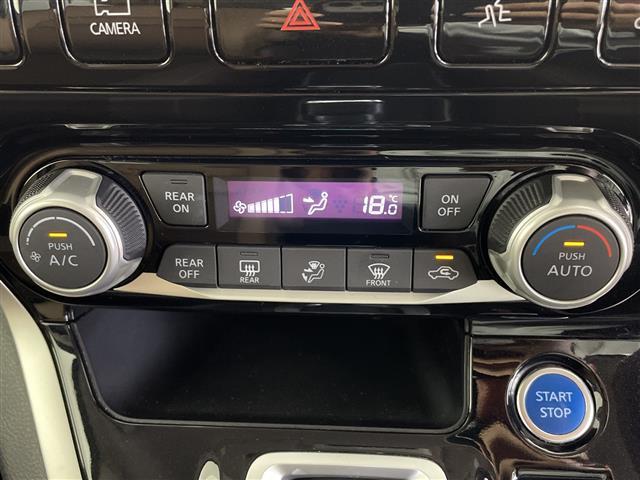 CAMERA
REAR
ON
18.0
°C
ON
OFF
PUSH
A/C
REAR
OFF
REAR
FRONT
PUSH
AUTO
START
STOP